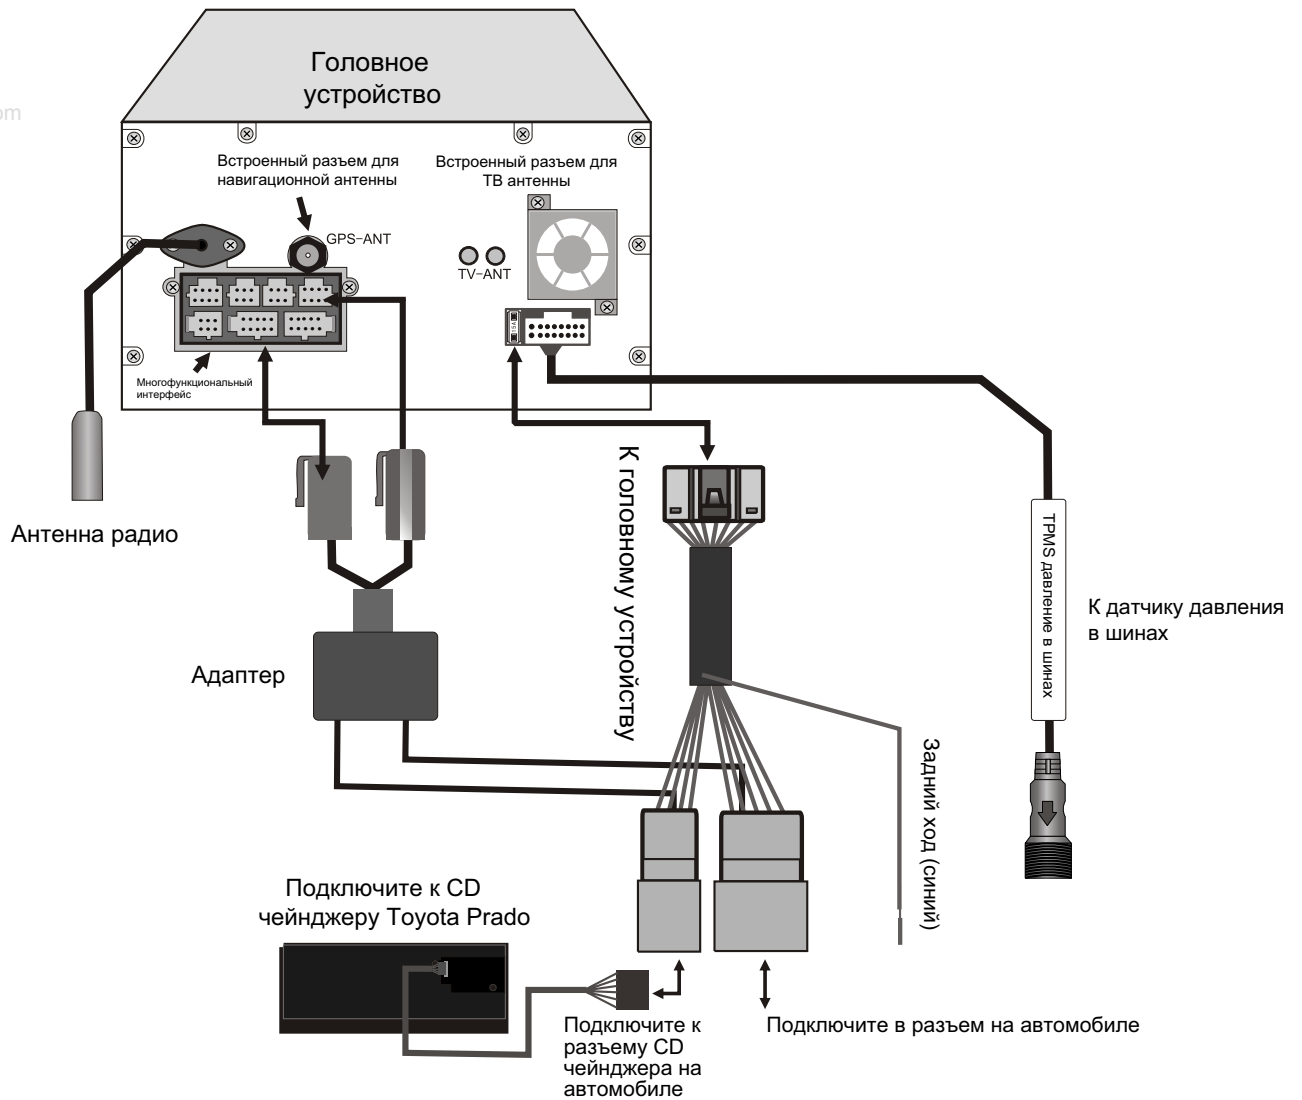 Головное
устройство
om
Встроенный разъем для
навигационной антенны
Встроенный разъем для
ТВ антенны
GPS-ANT
TV-ANT
15A
Многофункциональный
интерфейс
Антенна радио
К головному устройству
TPMS давление в шинах
К датчику давления
в шинах
Адаптер
Задний ход (синий)
Подключите к CD
чейнджеру Toyota Prado
Подключите к
разъему CD
чейнджера на
автомобиле
Подключите в разъем на автомобиле